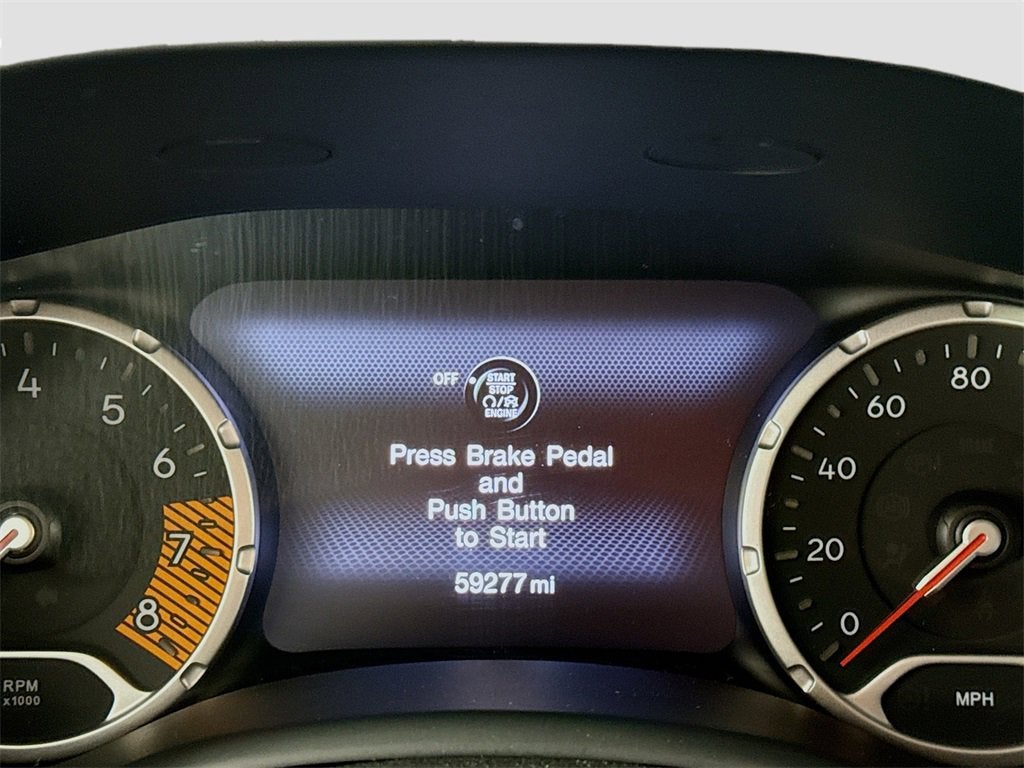 4
5
6
7
8
RPM
x1000
OFF
START
STOP
ENGINE
Press Brake Pedal
and
Push Button
to Start
59277 mi
80
60
40
20
0
MPH